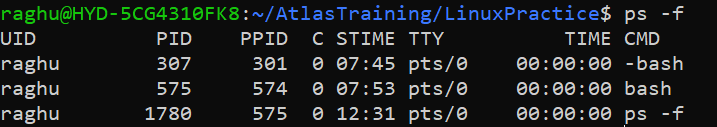 raghu@HYD-5CG4310FK8:~/AtlasTraining/LinuxPractice$ ps -f
UID          PID    PPID  C STIME TTY          TIME CMD
raghu        307     301  0 07:45 pts/0    00:00:00 -bash
raghu        575     574  0 07:53 pts/0    00:00:00 bash
raghu       1780     575  0 12:31 pts/0    00:00:00 ps -f